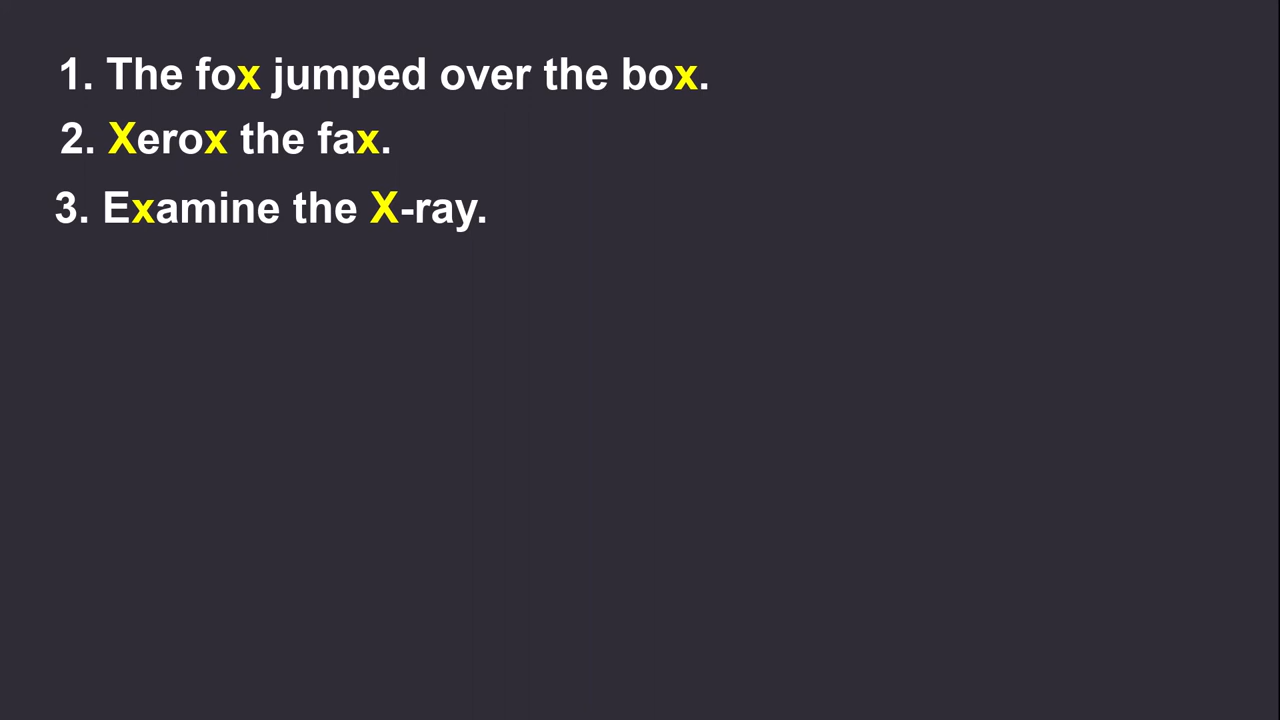 1. The fox jumped over the box.
2. Xerox the fax.
3. Examine the X-ray.